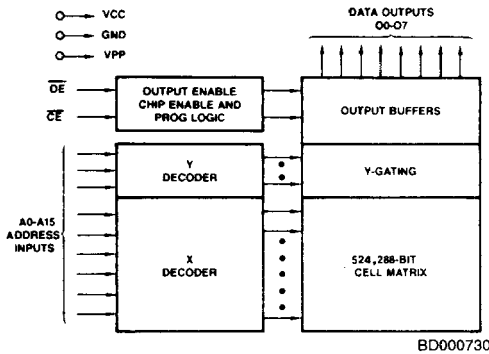 VCC
GND
VPP
DATA OUTPUTS
O0-O7
OE
CE
OUTPUT ENABLE
CHIP ENABLE AND
PROG LOGIC
OUTPUT BUFFERS
Y
DECODER
Y-GATING
A0-A15
ADDRESS
INPUTS
X
DECODER
524,288-BIT
CELL MATRIX
BD000730